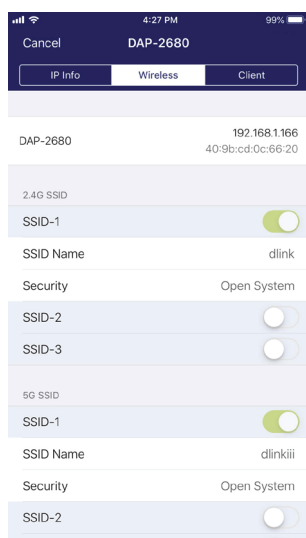 4:27 PM 99%
Cancel DAP-2680
IP Info Wireless Client
DAP-2680 192.168.1.166
40:9b:cd:0c:66:20
2.4G SSID
SSID-1
SSID Name dlink
Security Open System
SSID-2
SSID-3
5G SSID
SSID-1
SSID Name dlinkiii
Security Open System
SSID-2